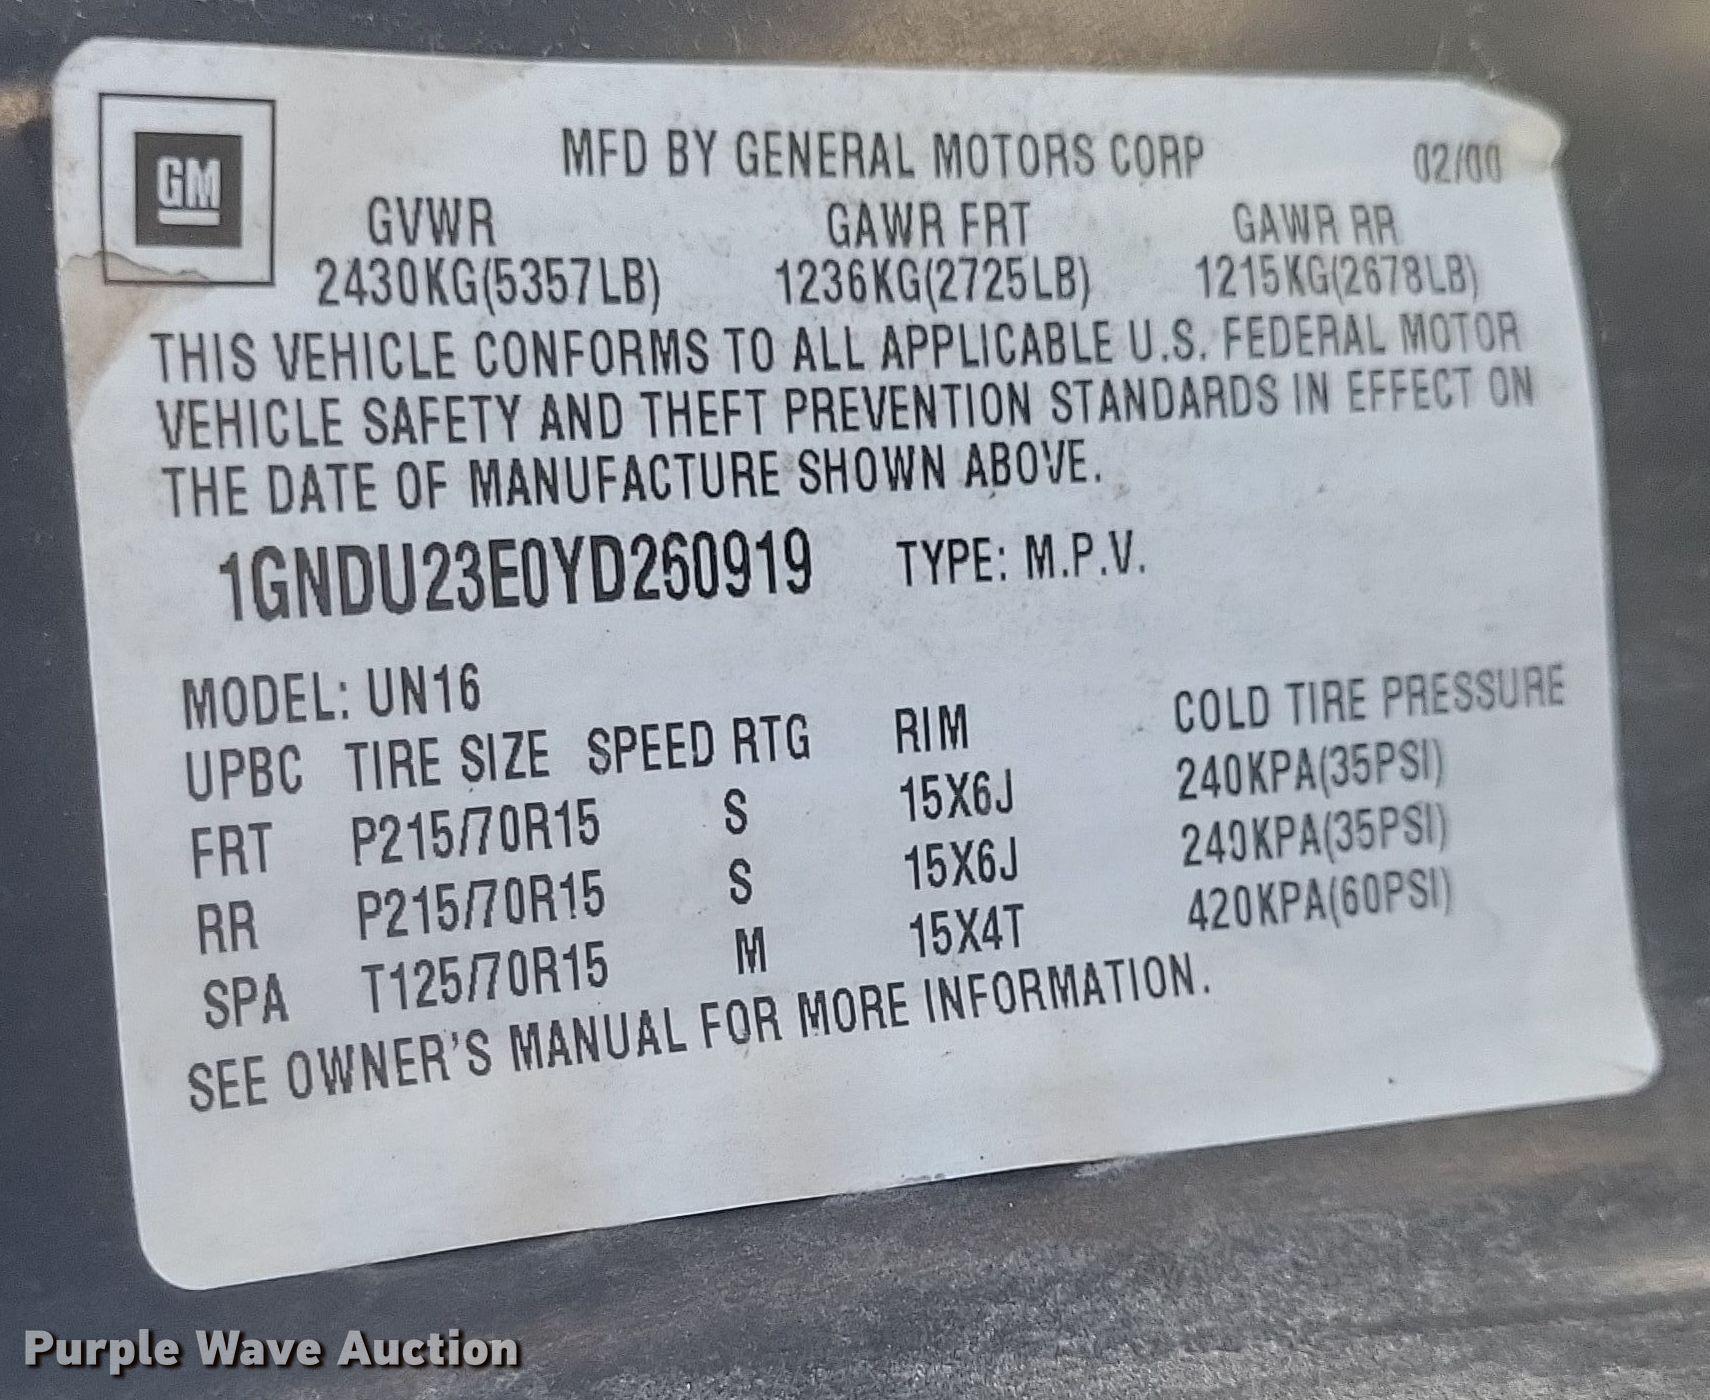 GM
MFD BY GENERAL MOTORS CORP 02/00
GVWR GAWR FRT GAWR RR
2430KG(5357LB) 1236KG(2725LB) 1215KG(2678LB)
THIS VEHICLE CONFORMS TO ALL APPLICABLE U.S. FEDERAL MOTOR
VEHICLE SAFETY AND THEFT PREVENTION STANDARDS IN EFFECT ON
THE DATE OF MANUFACTURE SHOWN ABOVE.
1GNDU23E0YD260919 TYPE: M.P.V.
MODEL: UN16
UPBC TIRE SIZE SPEED RTG RIM COLD TIRE PRESSURE
FRT P215/70R15 S 15X6J 240KPA(35PSI)
RR P215/70R15 S 15X6J 240KPA(35PSI)
SPA T125/70R15 M 15X4T 420KPA(60PSI)
SEE OWNER'S MANUAL FOR MORE INFORMATION.
Purple Wave Auction